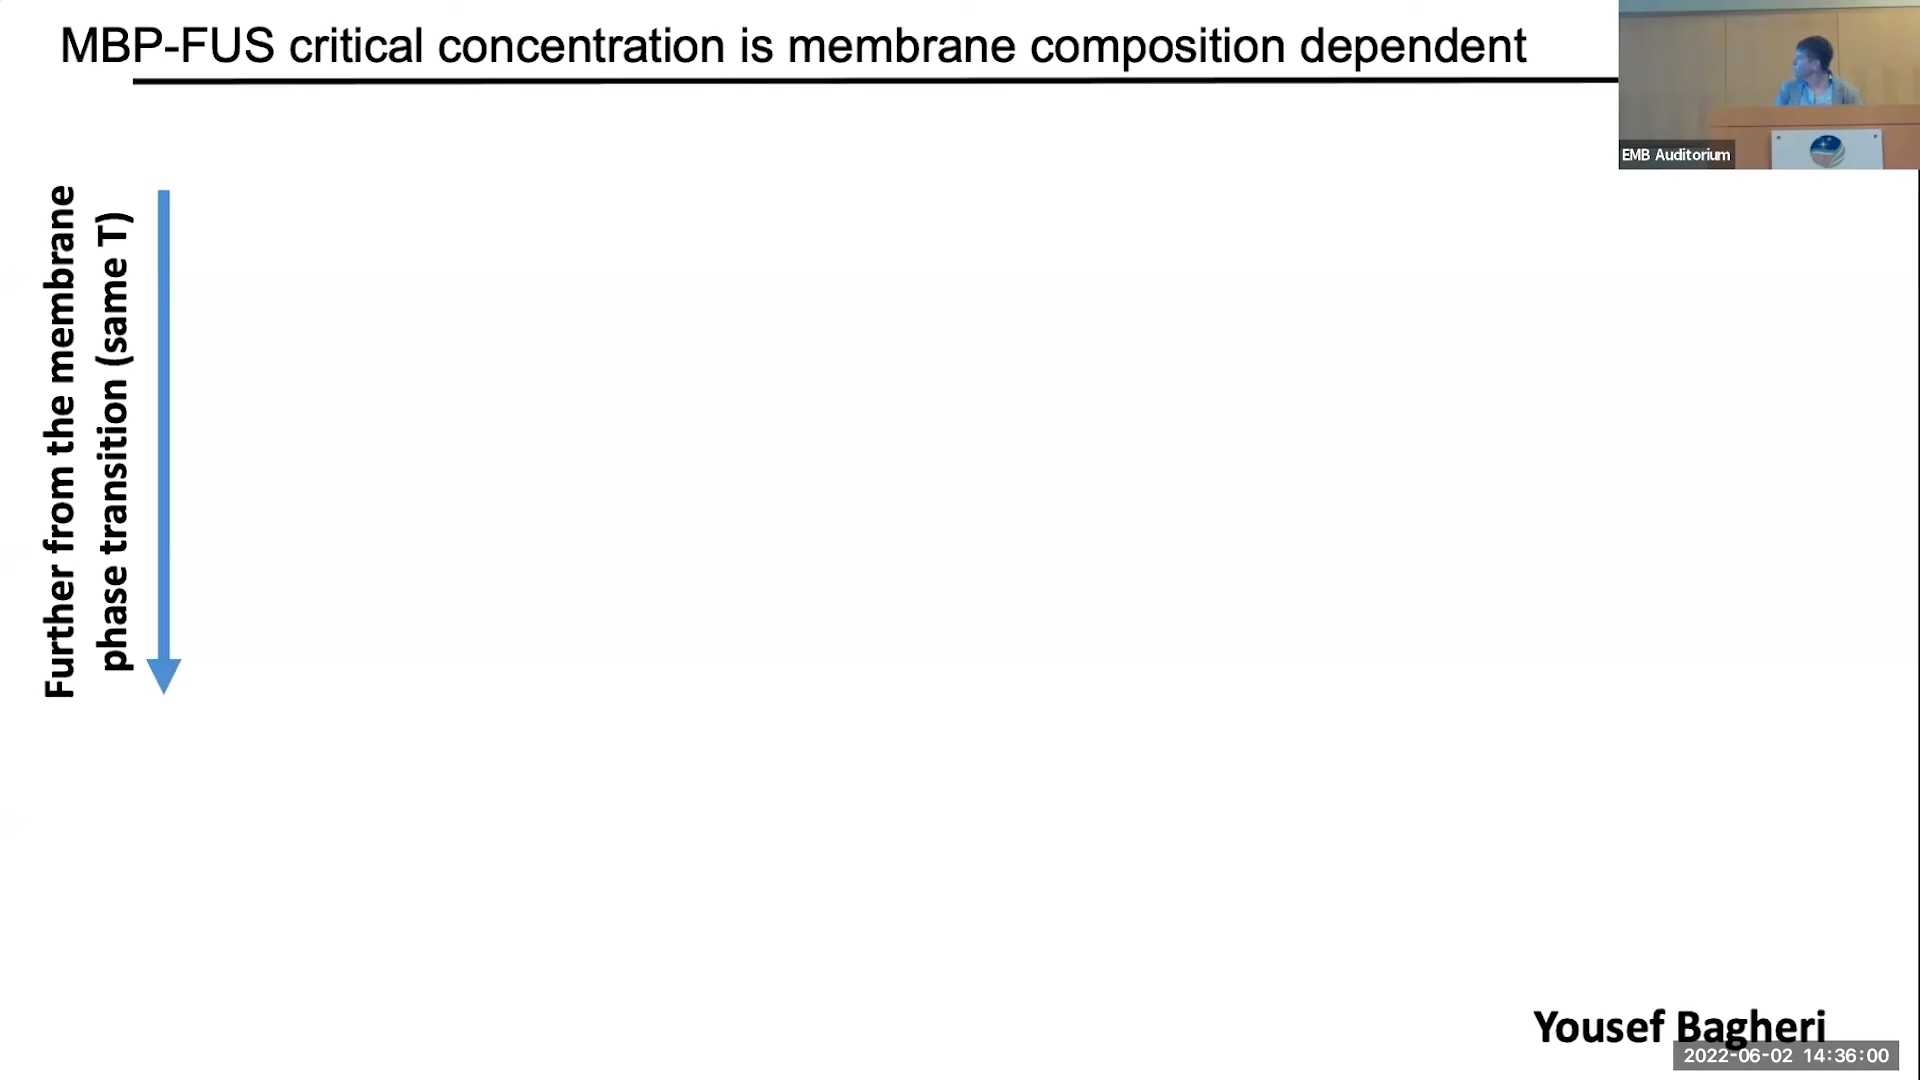 MBP-FUS critical concentration is membrane composition dependent
EMB Auditorium
Further from the membrane
phase transition (same T)
Yousef Bagheri
2022-06-02 14:36:00